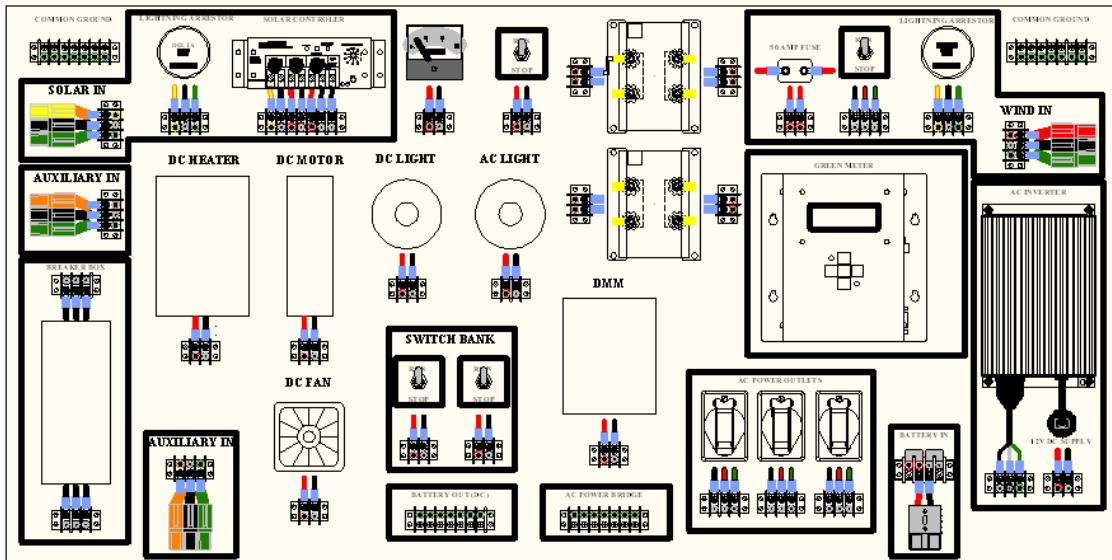 COMMON GROUND
LIGHTNING ARRESTOR
SOLAR CONTROLER
LIGHTNING ARRESTOR
COMMON GROUND
DELTA
50 AMP FUSE
STOP
STOP
SOLAR IN
WIND IN
DC HEATER
DC MOTOR
DC LIGHT
AC LIGHT
GREEN METER
AUXILIARY IN
AC INVERTER
BREAKER BOX
DMM
SWITCH BANK
STOP
STOP
DC FAN
AC POWER OUTLETS
AUXILIARY IN
BATTERY IN
12V DC SUPPLY
BATTERY OUT (DC)
AC POWER BRIDGE